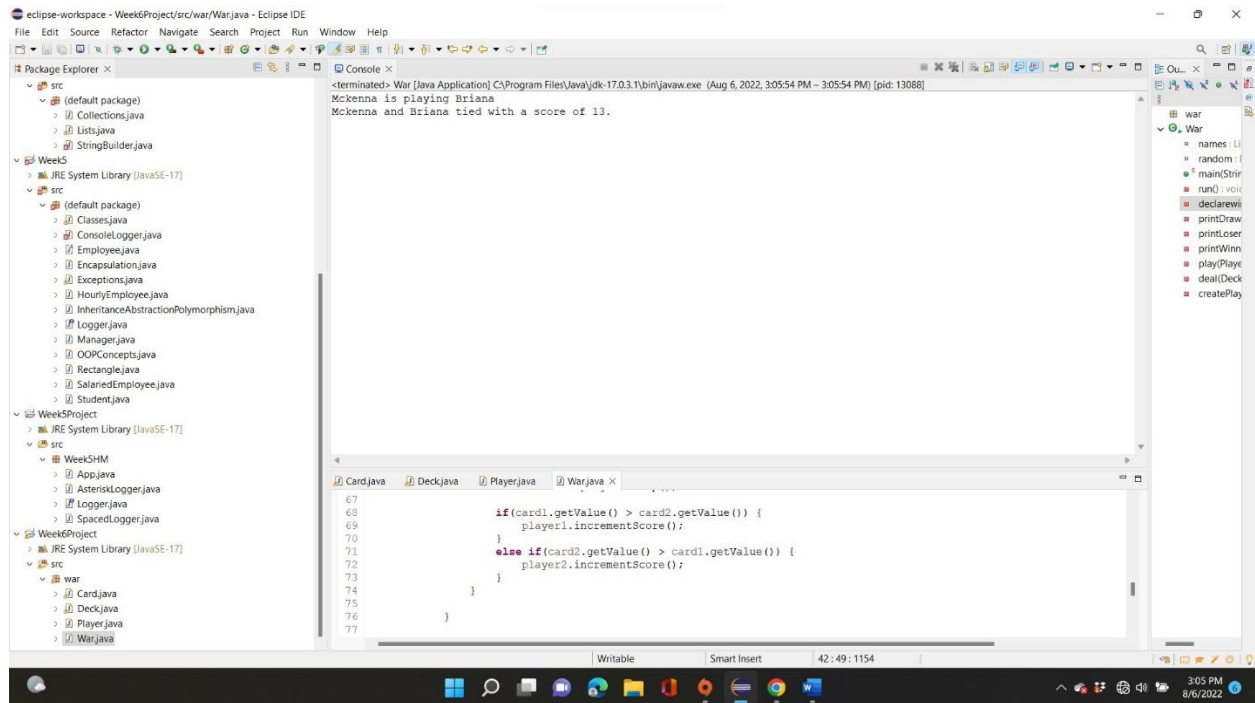 eclipse-workspace - Week6Project/src/war/War.java - Eclipse IDE
File Edit Source Refactor Navigate Search Project Run Window Help
Package Explorer
src
(default package)
Collections.java
Lists.java
StringBuilder.java
Week5
JRE System Library [JavaSE-17]
src
(default package)
Classes.java
ConsoleLogger.java
Employee.java
Encapsulation.java
Exceptions.java
HourlyEmployee.java
InheritanceAbstractionPolymorphism.java
Logger.java
Manager.java
OOPConcepts.java
Rectangle.java
SalariedEmployee.java
Student.java
Week5Project
JRE System Library [JavaSE-17]
src
Week5HM
App.java
AsteriskLogger.java
Logger.java
SpacedLogger.java
Week6Project
JRE System Library [JavaSE-17]
src
war
Card.java
Deck.java
Player.java
War.java
Console
<terminated> War [Java Application] C:\Program Files\Java\jdk-17.0.3.1\bin\javaw.exe (Aug 6, 2022, 3:05:54 PM – 3:05:54 PM) [pid: 13088]
Mckenna is playing Briana
Mckenna and Briana tied with a score of 13.
Card.java Deck.java Player.java War.java
67
68 if(card1.getValue() > card2.getValue()) {
69 player1.incrementScore();
70 }
71 else if(card2.getValue() > card1.getValue()) {
72 player2.incrementScore();
73 }
74 }
75
76 }
77
Ou...
war
War
names : Li
random :
main(Strin
run() : void
declarewi
printDraw
printLoser
printWinn
play(Playe
deal(Deck
createPlay
Writable Smart Insert 42 : 49 : 1154
3:05 PM
8/6/2022
6